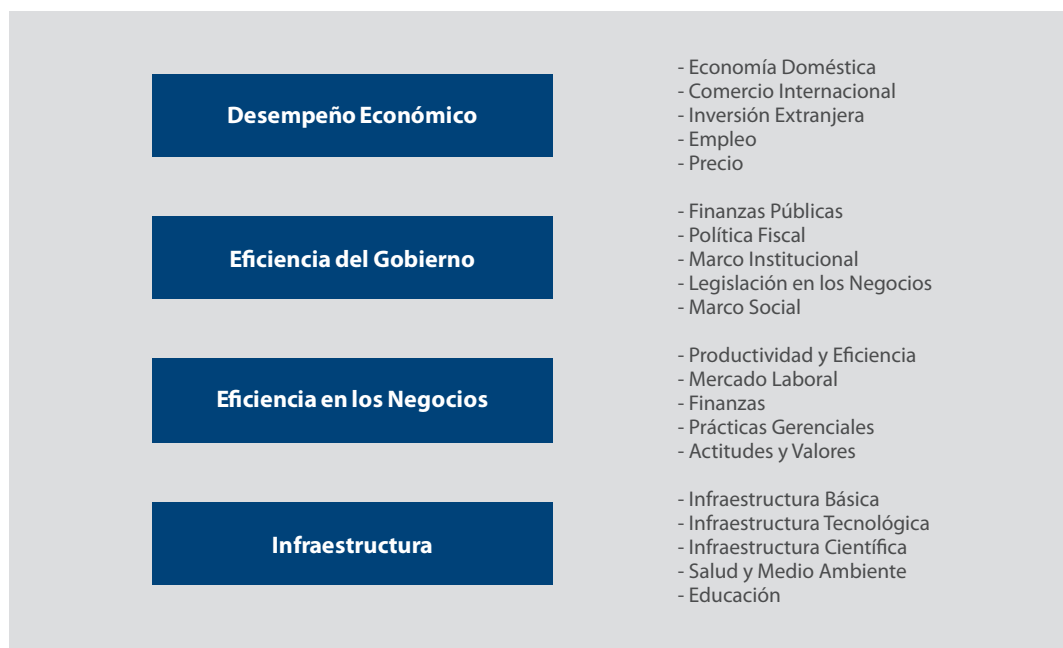 Desempeño Económico
- Economía Doméstica
- Comercio Internacional
- Inversión Extranjera
- Empleo
- Precio
Eficiencia del Gobierno
- Finanzas Públicas
- Política Fiscal
- Marco Institucional
- Legislación en los Negocios
- Marco Social
Eficiencia en los Negocios
- Productividad y Eficiencia
- Mercado Laboral
- Finanzas
- Prácticas Gerenciales
- Actitudes y Valores
Infraestructura
- Infraestructura Básica
- Infraestructura Tecnológica
- Infraestructura Científica
- Salud y Medio Ambiente
- Educación